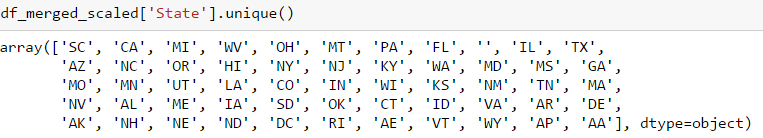 df_merged_scaled['State'].unique()
array(['SC', 'CA', 'MI', 'WV', 'OH', 'MT', 'PA', 'FL', '', 'IL', 'TX',
'AZ', 'NC', 'OR', 'HI', 'NY', 'NJ', 'KY', 'WA', 'MD', 'MS', 'GA',
'MO', 'MN', 'UT', 'LA', 'CO', 'IN', 'WI', 'KS', 'NM', 'TN', 'MA',
'NV', 'AL', 'ME', 'IA', 'SD', 'OK', 'CT', 'ID', 'VA', 'AR', 'DE',
'AK', 'NH', 'NE', 'ND', 'DC', 'RI', 'AE', 'VT', 'WY', 'AP', 'AA'], dtype=object)